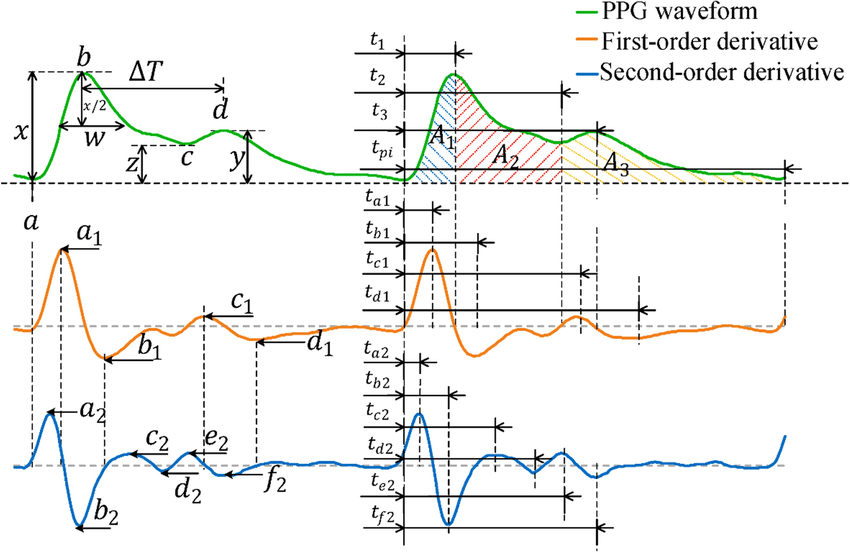 PPG waveform
First-order derivative
Second-order derivative
b
ΔT
x
x/2
w
d
c
z
y
a
t1
t2
t3
tpi
A1
A2
A3
a1
b1
c1
d1
ta1
tb1
tc1
td1
a2
b2
c2
d2
e2
f2
ta2
tb2
tc2
td2
te2
tf2